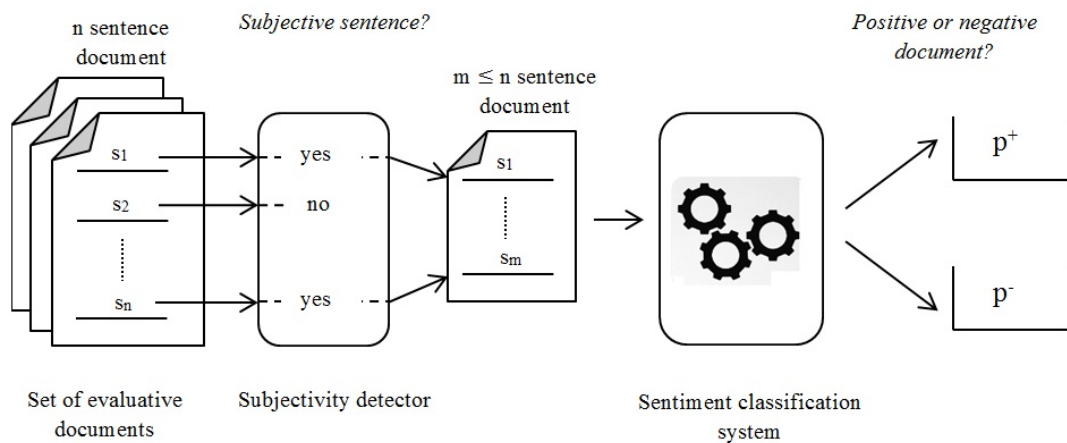 n sentence
document
Subjective sentence?
Positive or negative
document?
m ≤ n sentence
document
s1
s2
sn
yes
no
yes
s1
sm
p+
p-
Set of evaluative
documents
Subjectivity detector
Sentiment classification
system